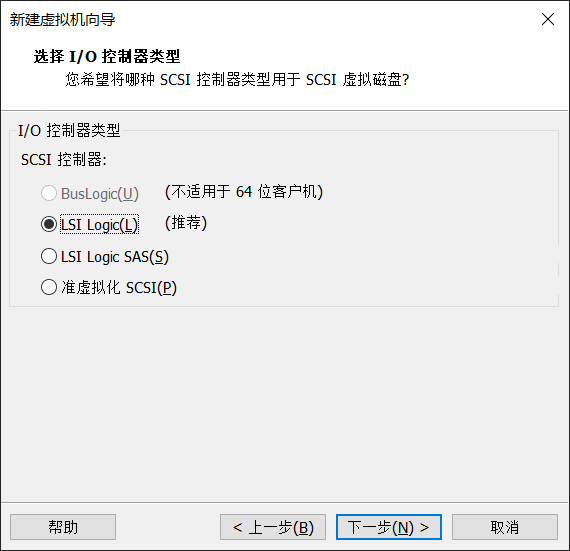 新建虚拟机向导
选择 I/O 控制器类型
您希望将哪种 SCSI 控制器类型用于 SCSI 虚拟磁盘?
I/O 控制器类型
SCSI 控制器:
BusLogic(U) (不适用于 64 位客户机)
LSI Logic(L) (推荐)
LSI Logic SAS(S)
准虚拟化 SCSI(P)
帮助 < 上一步(B) 下一步(N) > 取消